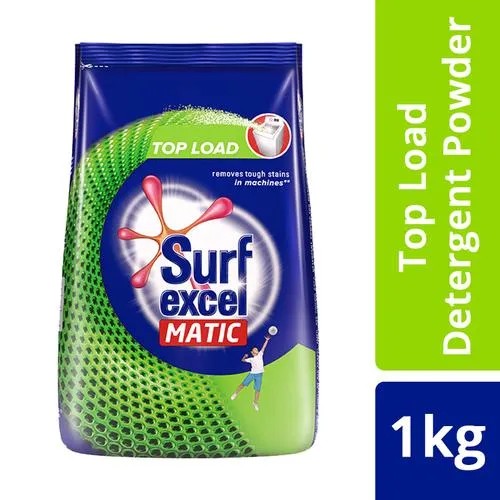 TOP LOAD
removes tough stains
in machines**
Surf
excel
MATIC
Top Load
Detergent Powder
1kg